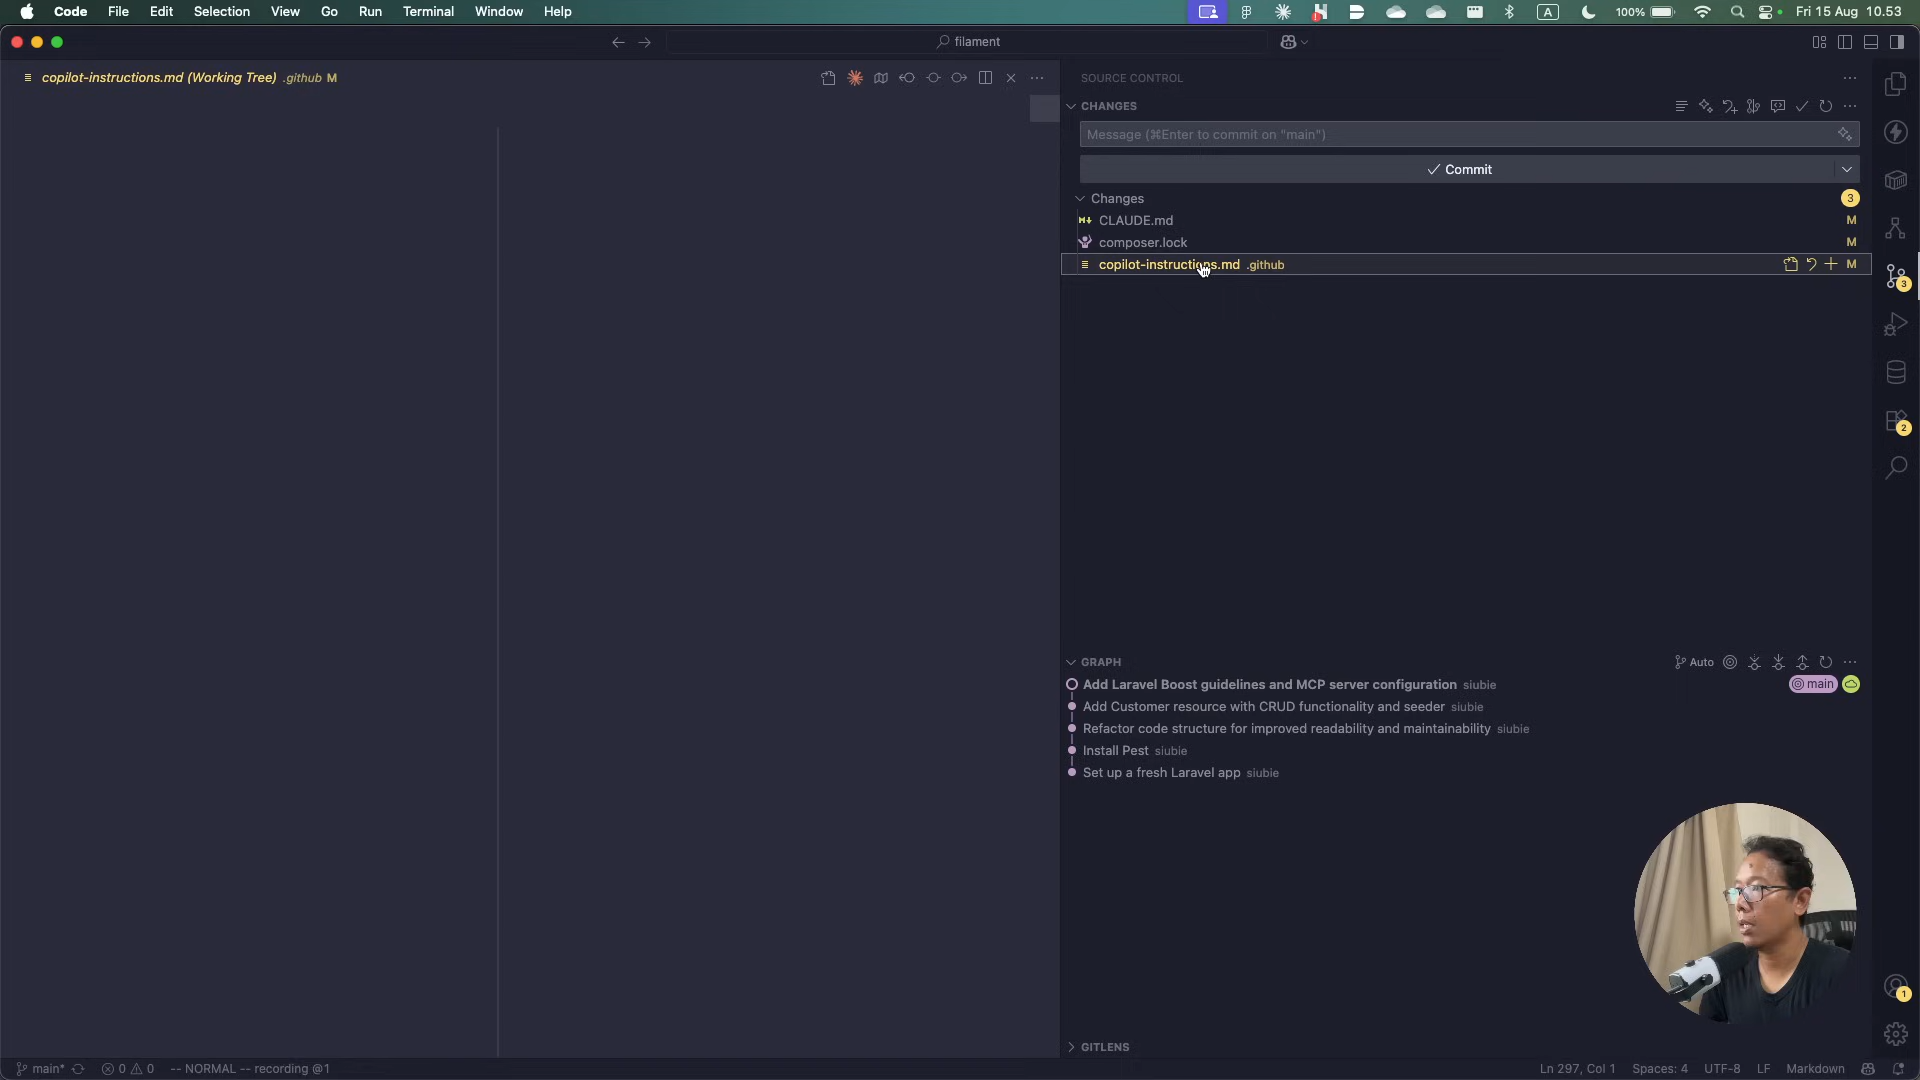 Code File Edit Selection View Go Run Terminal Window Help
A 100% Fri 15 Aug 10.53
filament
copilot-instructions.md (Working Tree) .github M
SOURCE CONTROL
CHANGES
Message (⌘Enter to commit on "main")
Commit
Changes 3
CLAUDE.md M
composer.lock M
copilot-instructions.md .github M
3
2
GRAPH
Auto
Add Laravel Boost guidelines and MCP server configuration siubie main
Add Customer resource with CRUD functionality and seeder siubie
Refactor code structure for improved readability and maintainability siubie
Install Pest siubie
Set up a fresh Laravel app siubie
1
GITLENS
main* 0 0 -- NORMAL -- recording @1
Ln 297, Col 1 Spaces: 4 UTF-8 LF Markdown